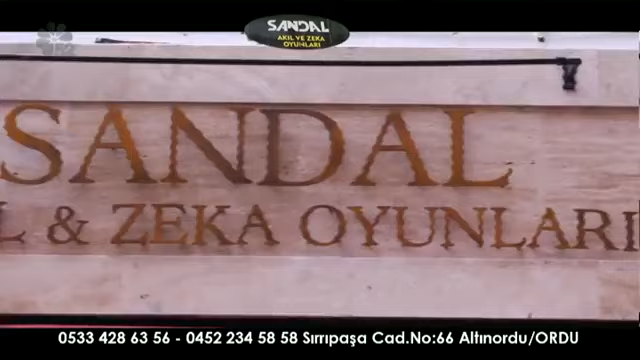 SANDAL
AKIL VE ZEKA
OYUNLARI
SANDAL
L & ZEKA OYUNLARI
0533 428 63 56 - 0452 234 58 58 Sırrıpaşa Cad.No:66 Altınordu/ORDU